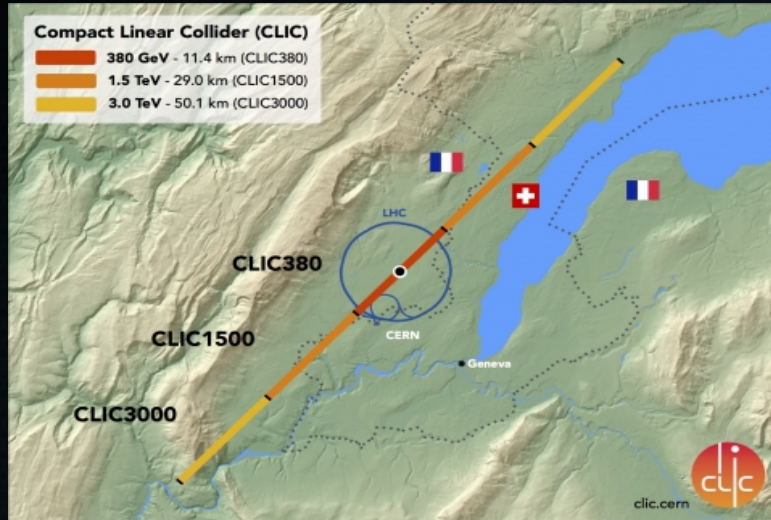 Compact Linear Collider (CLIC)
380 GeV - 11.4 km (CLIC380)
1.5 TeV - 29.0 km (CLIC1500)
3.0 TeV - 50.1 km (CLIC3000)
LHC
CLIC380
CLIC1500
CERN
Geneva
CLIC3000
clic
clic.cern